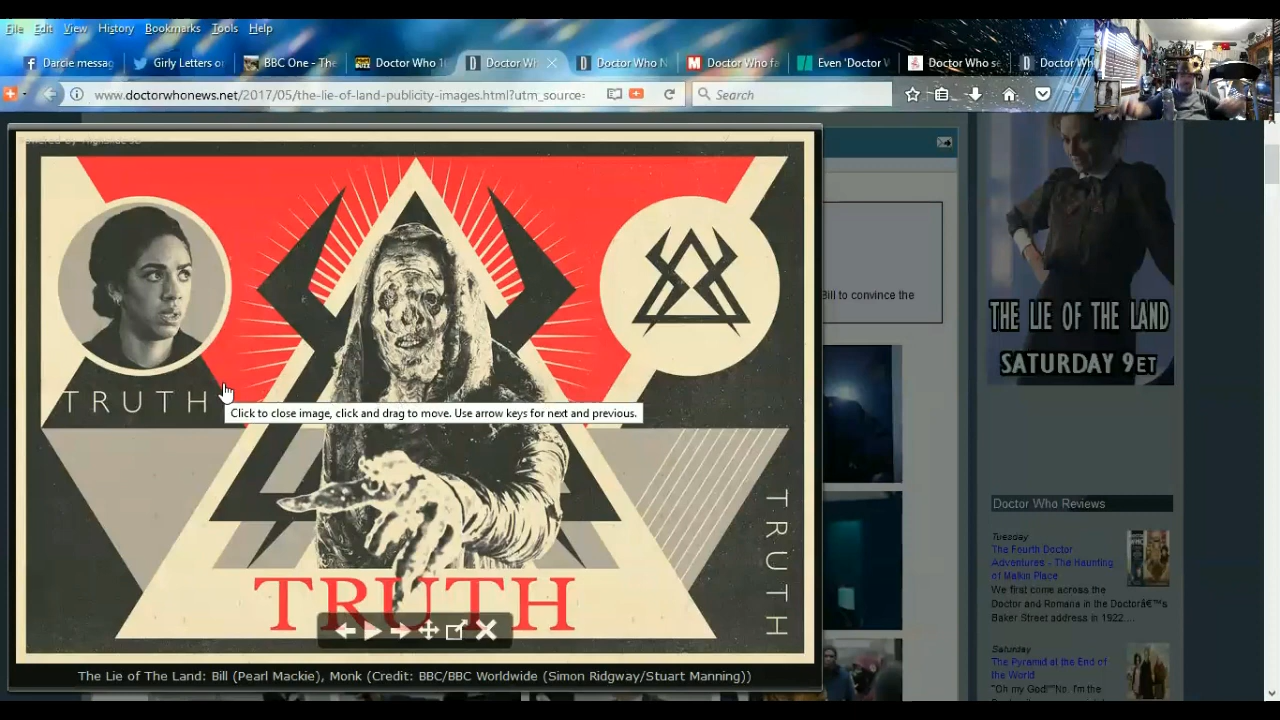 File Edit View History Bookmarks Tools Help
Darcie messag
Girly Letters or
BBC One - The
Doctor Who 1
Doctor Wh
Doctor Who N
Doctor Who fa
Even 'Doctor W
Doctor Who se
Doctor Wh
www.doctorwhonews.net/2017/05/the-lie-of-land-publicity-images.html?utm_source=
Search
TRUTH
Click to close image, click and drag to move. Use arrow keys for next and previous.
TRUTH
TRUTH
The Lie of The Land: Bill (Pearl Mackie), Monk (Credit: BBC/BBC Worldwide (Simon Ridgway/Stuart Manning))
Bill to convince the
THE LIE OF THE LAND
SATURDAY 9ET
Doctor Who Reviews
Tuesday
The Fourth Doctor
Adventures - The Haunting
of Malkin Place
We first come across the
Doctor and Romana in the Doctorâ€™s
Baker Street address in 1922....
Saturday
The Pyramid at the End of
the World
"Oh my God!"No. I'm the